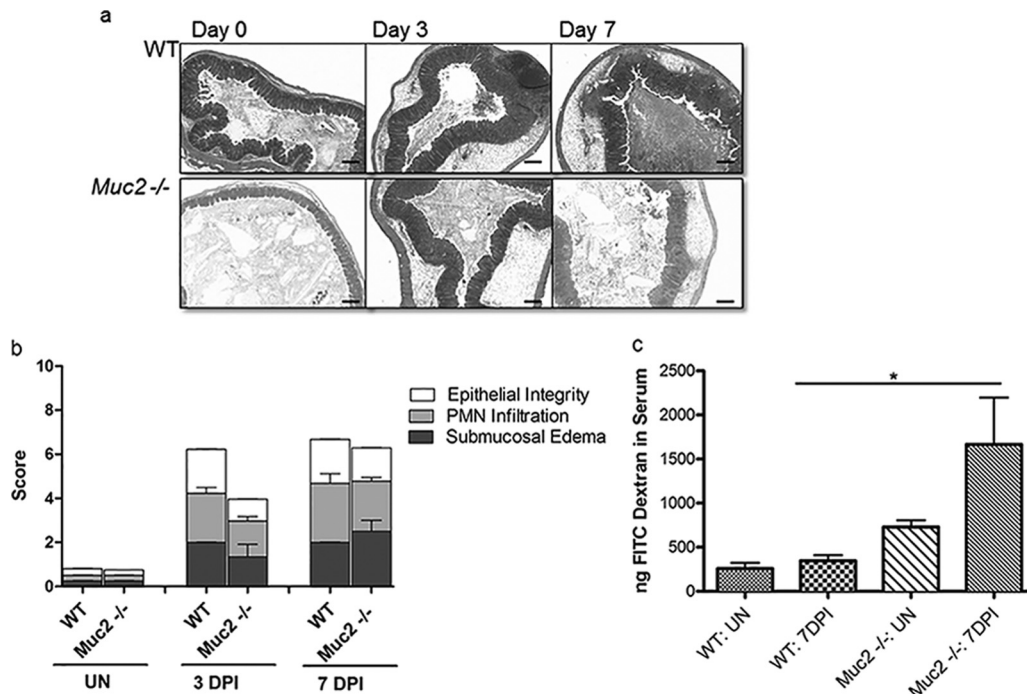 a
Day 0 Day 3 Day 7
WT
Muc2 -/-
b
10
8
6
4
2
0
Score
Epithelial Integrity
PMN Infiltration
Submucosal Edema
WT
Muc2 -/-
WT
Muc2 -/-
WT
Muc2 -/-
UN
3 DPI
7 DPI
c
2500
2000
1500
1000
500
0
ng FITC Dextran in Serum
*
WT: UN
WT: 7DPI
Muc2 -/-: UN
Muc2 -/-: 7DPI